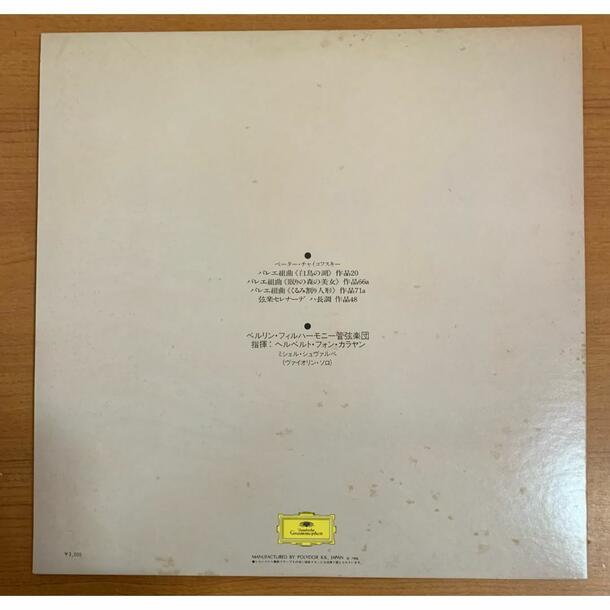 ●
ペーター・チャイコフスキー
バレエ組曲《白鳥の湖》作品20
バレエ組曲《眠りの森の美女》作品66a
バレエ組曲《くるみ割り人形》作品71a
弦楽セレナーデ ハ長調 作品48
●
ベルリン・フィルハーモニー管弦楽団
指揮：ヘルベルト・フォン・カラヤン
ミシェル・シュヴァルベ
(ヴァイオリン・ソロ)
Deutsche
Grammophon
MANUFACTURED BY POLYDOR K.K., JAPAN